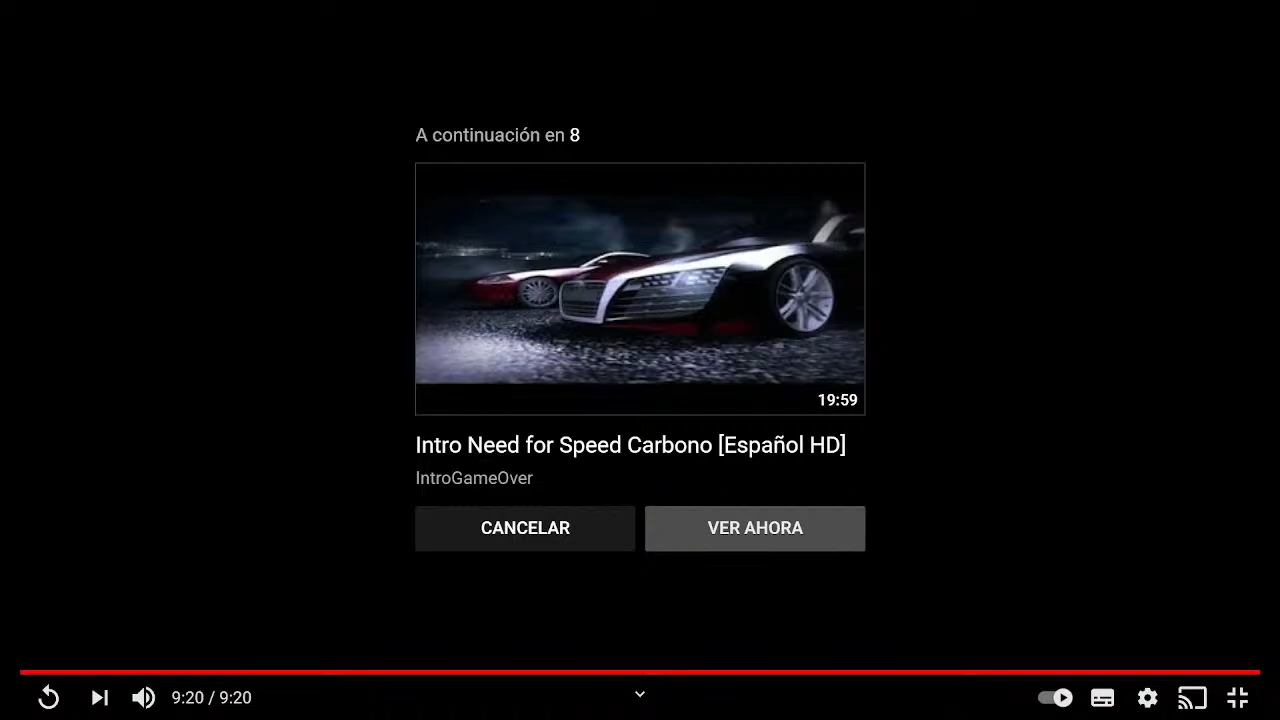 A continuación en 8
19:59
Intro Need for Speed Carbono [Español HD]
IntroGameOver
CANCELAR
VER AHORA
9:20 / 9:20